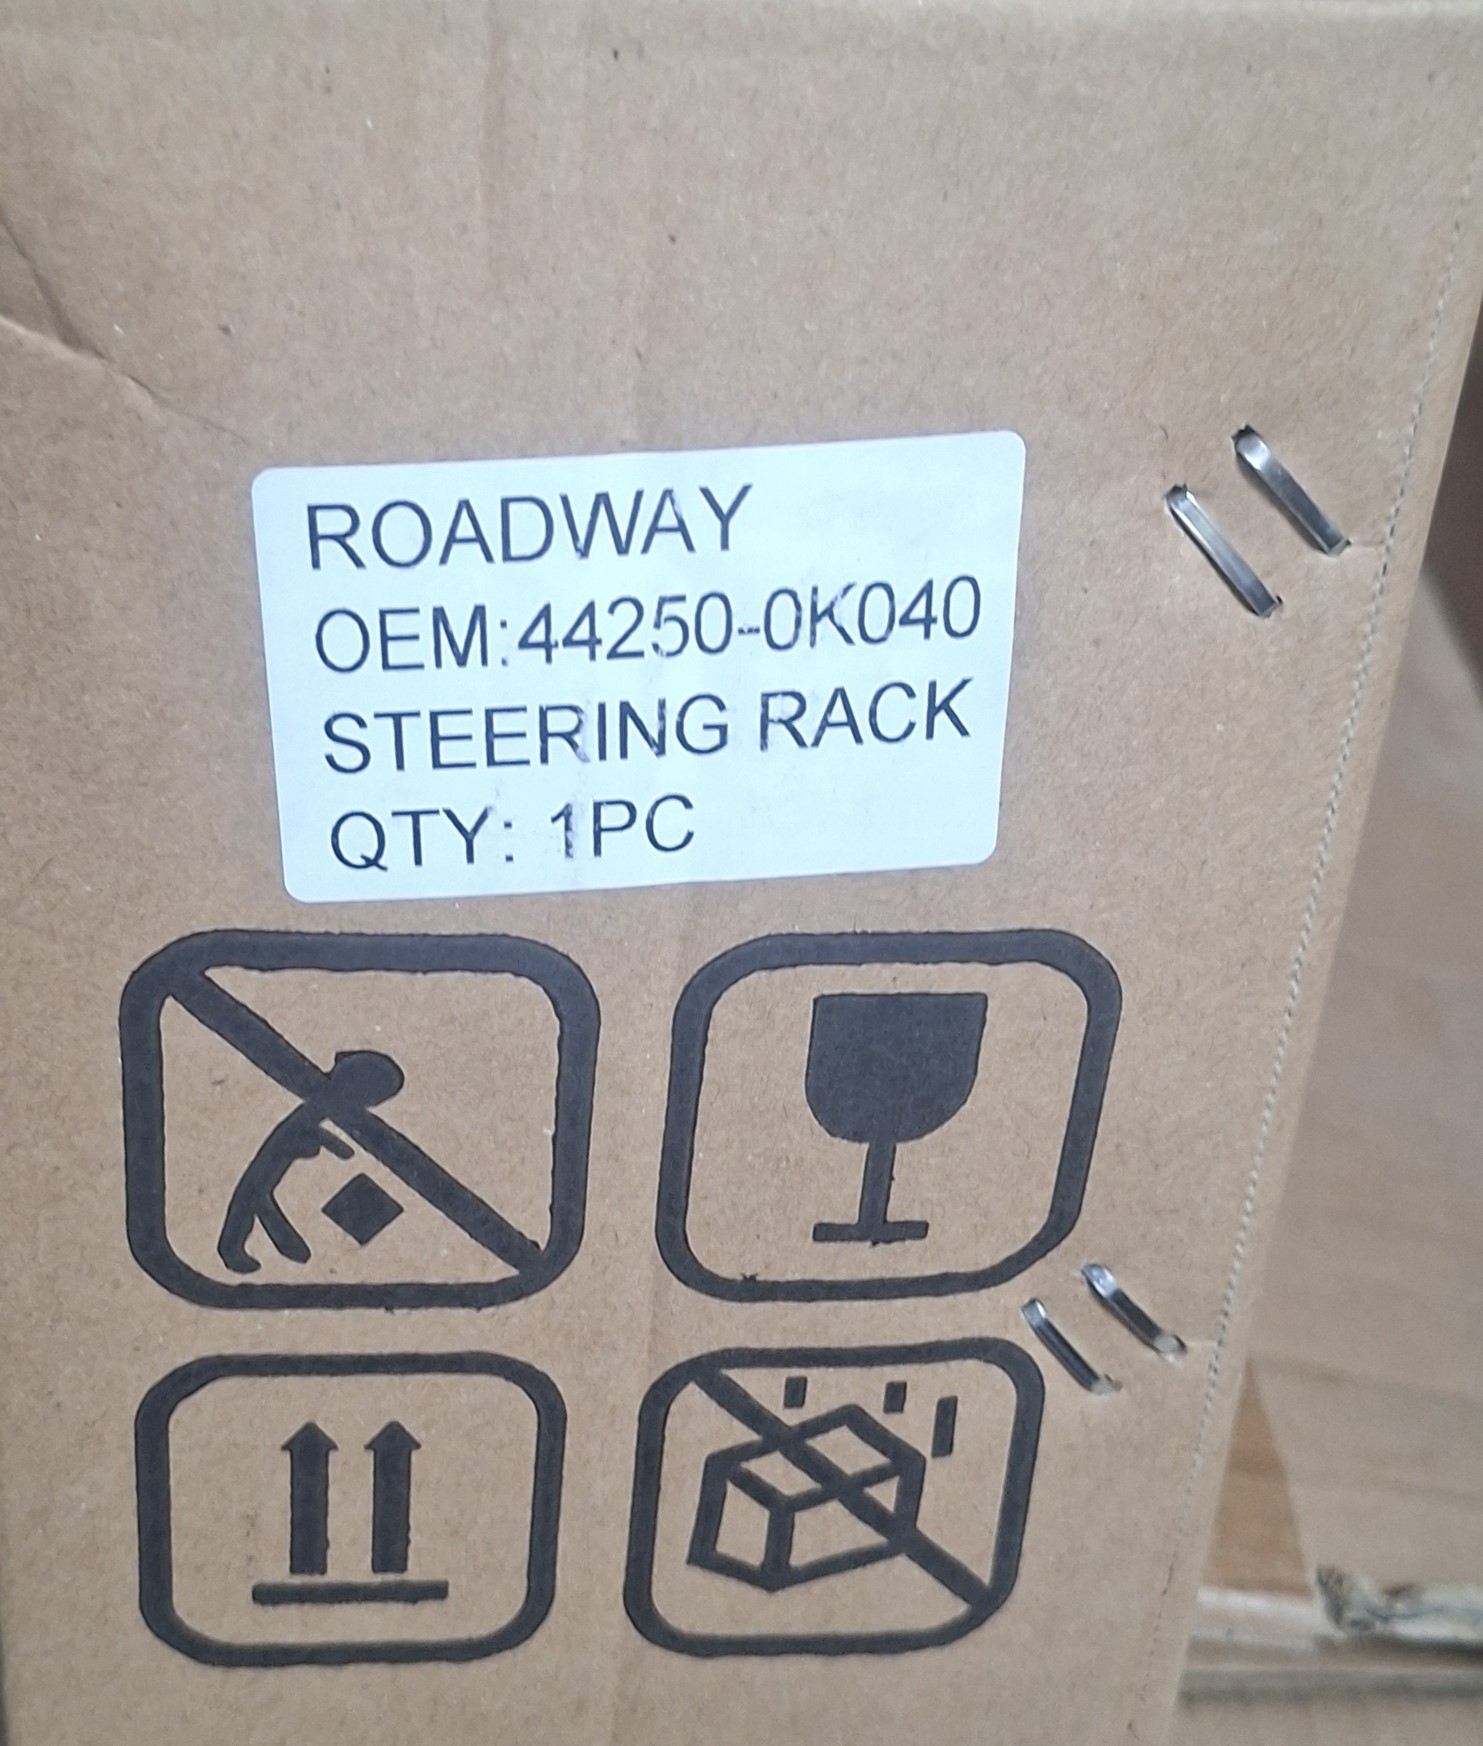 ROADWAY
OEM:44250-0K040
STEERING RACK
QTY: 1PC